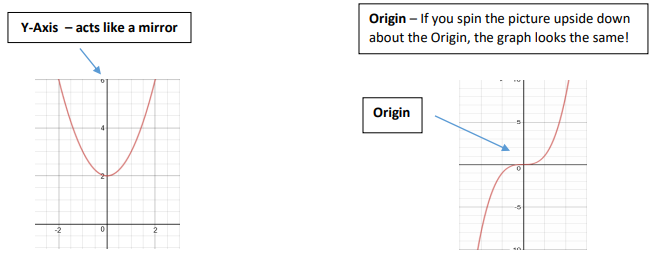 Y-Axis – acts like a mirror
Origin – If you spin the picture upside down
about the Origin, the graph looks the same!
Origin
6
4
2
-2
0
2
5
0
-5